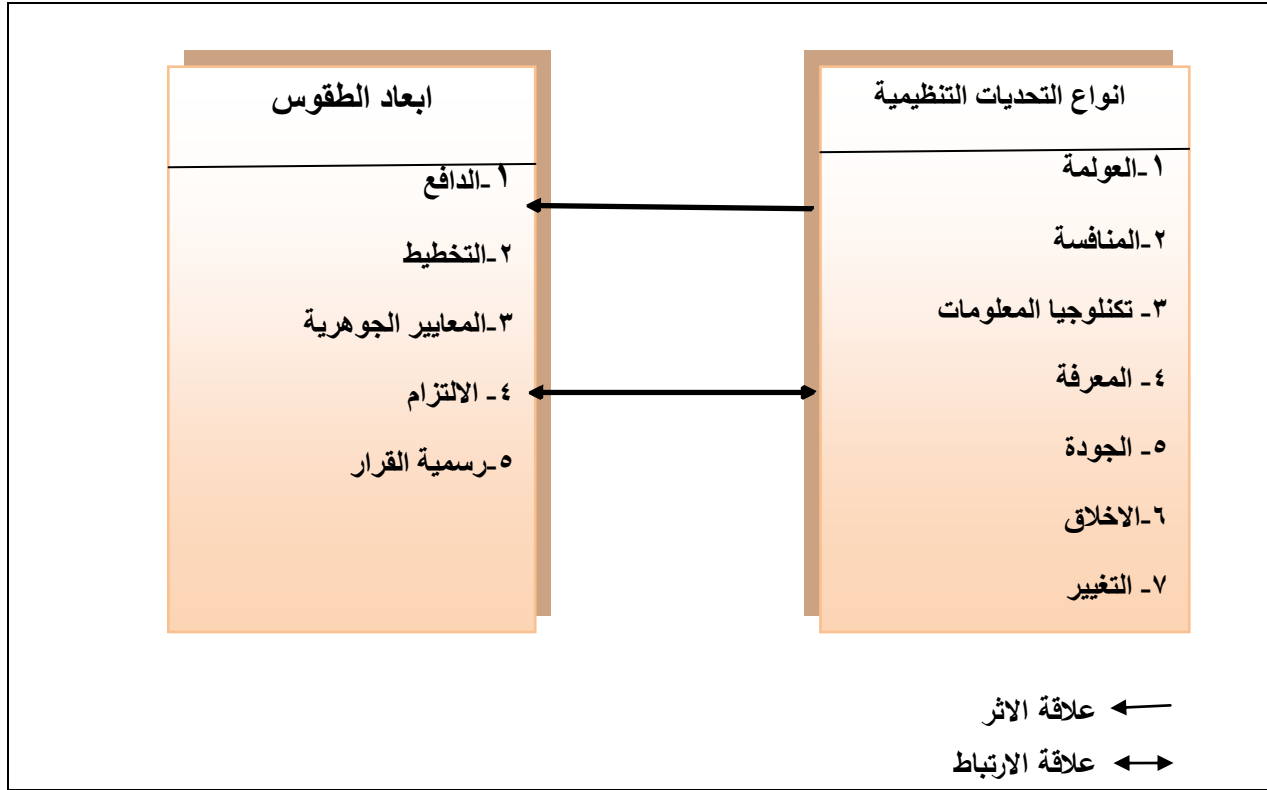 انواع التحديات التنظيمية
١-العولمة
٢-المنافسة
٣- تكنلوجيا المعلومات
٤- المعرفة
٥- الجودة
٦-الاخلاق
٧- التغيير
ابعاد الطقوس
١-الدافع
٢-التخطيط
٣-المعايير الجوهرية
٤- الالتزام
٥-رسمية القرار
علاقة الاثر
علاقة الارتباط